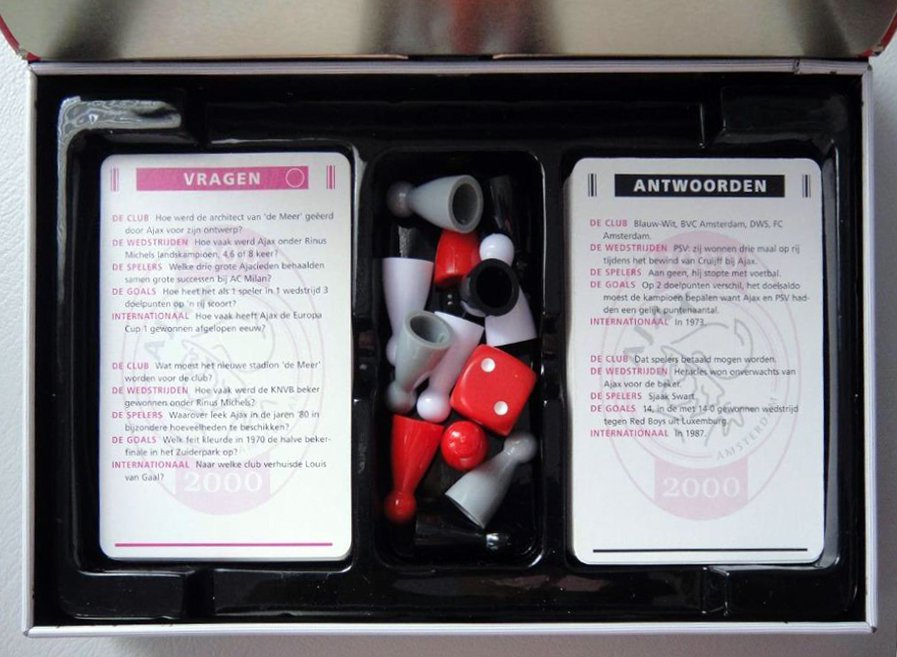 VRAGEN
DE CLUB Hoe werd de architect van 'de Meer' geëerd
door Ajax voor zijn ontwerp?
DE WEDSTRIJDEN Hoe vaak werd Ajax onder Rinus
Michels landskampioen, 4,6 of 8 keer?
DE SPELERS Welke drie grote Ajacieden behaalden
samen grote successen bij AC Milan?
DE GOALS Hoe heet het als 1 speler in 1 wedstrijd 3
doelpunten op 'n rij scoort?
INTERNATIONAAL Hoe vaak heeft Ajax de Europa
Cup 1 gewonnen afgelopen eeuw?
DE CLUB Wat moest het nieuwe stadion 'de Meer'
worden voor de club?
DE WEDSTRIJDEN Hoe vaak werd de KNVB beker
gewonnen onder Rinus Michels?
DE SPELERS Waarover leek Ajax in de jaren '80 in
bijzondere hoeveelheden te beschikken?
DE GOALS Welk feit kleurde in 1970 de halve beker-
finale in het Zuiderpark op?
INTERNATIONAAL Naar welke club verhuisde Louis
van Gaal?
2000
ANTWOORDEN
DE CLUB Blauw-Wit, BVC Amsterdam, DWS, FC
Amsterdam.
DE WEDSTRIJDEN PSV: zij wonnen drie maal op rij
tijdens het bewind van Cruijff bij Ajax.
DE SPELERS Aan geen, hij stopte met voetbal.
DE GOALS Op 2 doelpunten verschil, het doelsaldo
moest de kampioen bepalen want Ajax en PSV had-
den een gelijk puntenaantal.
INTERNATIONAAL In 1973.
DE CLUB Dat spelers betaald mogen worden.
DE WEDSTRIJDEN Heracles won onverwachts van
Ajax voor de beker.
DE SPELERS Sjaak Swart.
DE GOALS 14, in de met 14-0 gewonnen wedstrijd
tegen Red Boys uit Luxemburg.
INTERNATIONAAL In 1987.
AMSTERDAM
2000